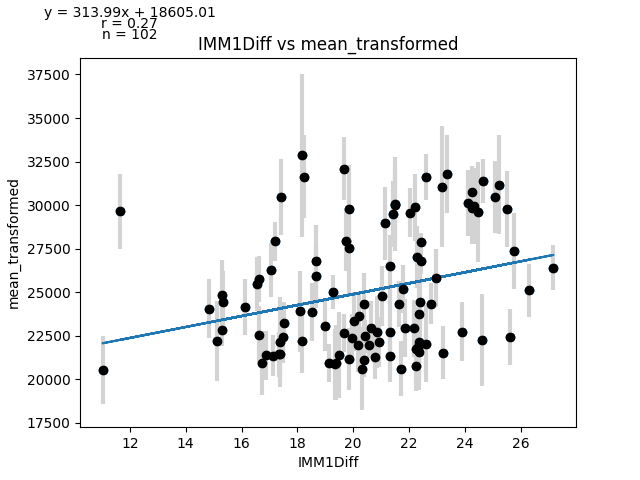 y = 313.99x + 18605.01
r = 0.27
n = 102
IMM1Diff vs mean_transformed
37500
35000
32500
30000
27500
25000
22500
20000
17500
mean_transformed
12 14 16 18 20 22 24 26
IMM1Diff